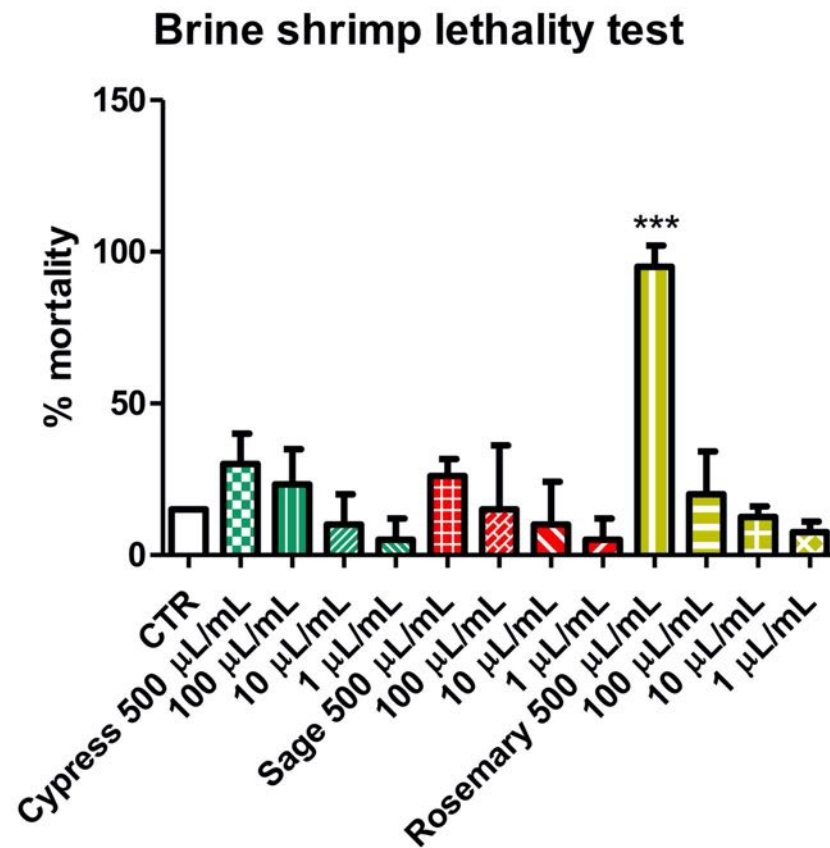 Brine shrimp lethality test
% mortality
150
100
50
0
***
CTR
Cypress 500 μL/mL
100 μL/mL
10 μL/mL
1 μL/mL
Sage 500 μL/mL
100 μL/mL
10 μL/mL
1 μL/mL
Rosemary 500 μL/mL
100 μL/mL
10 μL/mL
1 μL/mL